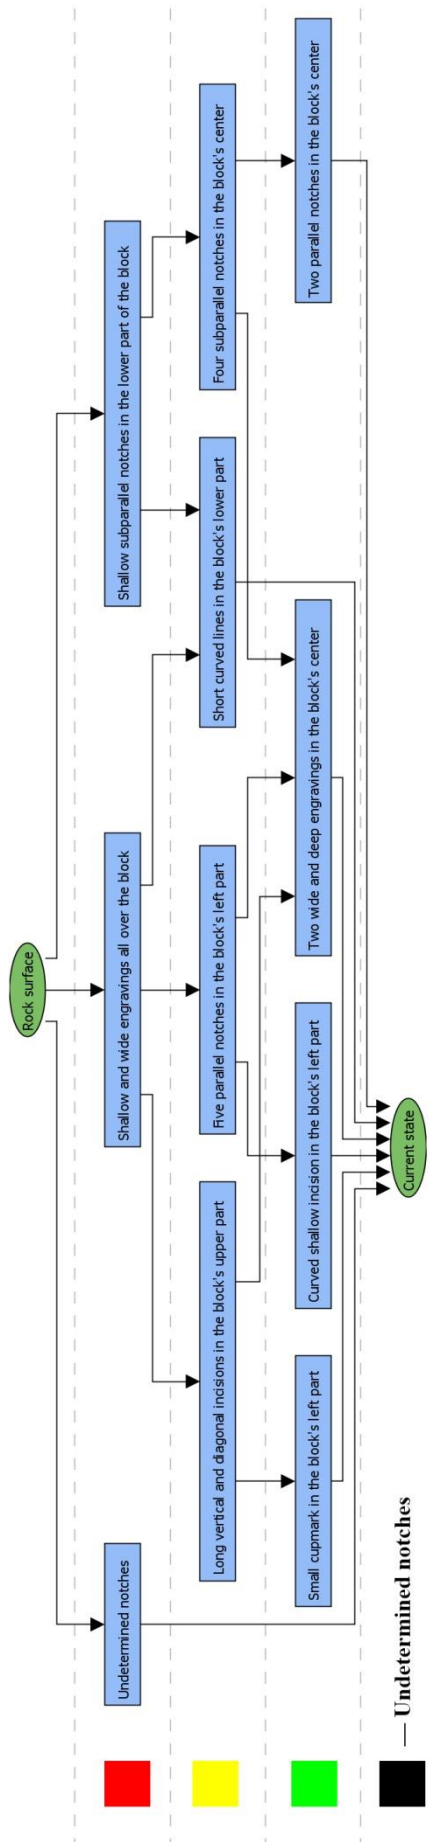 Rock surface
Undetermined notches
Shallow and wide engravings all over the block
Shallow subparallel notches in the lower part of the block
Long vertical and diagonal incisions in the block's upper part
Five parallel notches in the block's left part
Short curved lines in the block's lower part
Four subparallel notches in the block's center
Small cupmark in the block's left part
Curved shallow incision in the block's left part
Two wide and deep engravings in the block's center
Two parallel notches in the block's center
— Undetermined notches
Current state